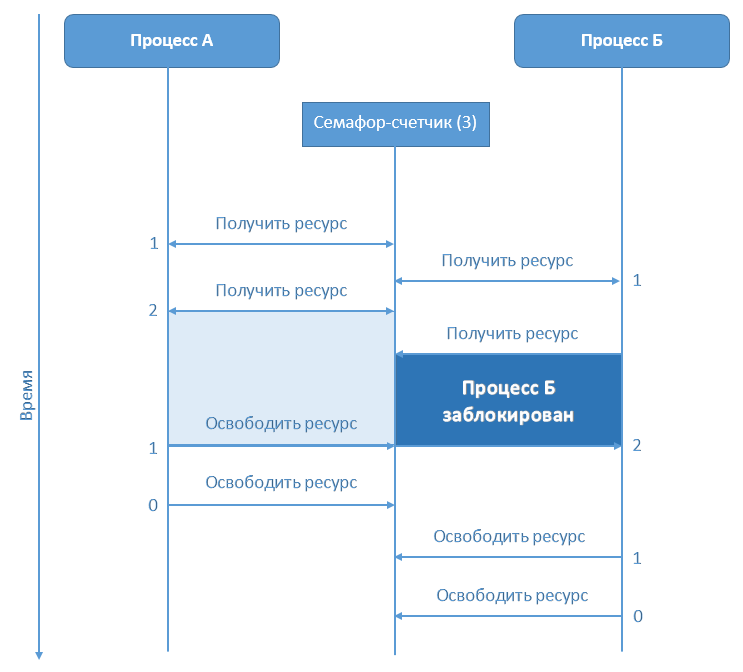 Процесс А
Процесс Б
Семафор-счетчик (3)
Получить ресурс
1
Получить ресурс
1
Получить ресурс
2
Получить ресурс
Процесс Б
заблокирован
Время
Освободить ресурс
1
2
Освободить ресурс
0
Освободить ресурс
1
Освободить ресурс
0